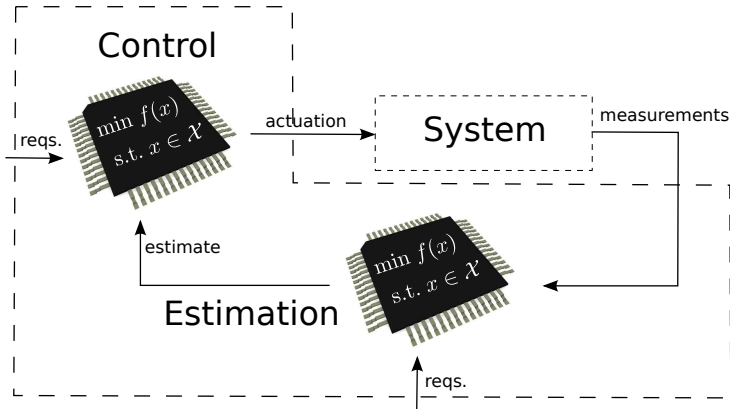 Control
min f(x)
s.t. x ∈ 𝒳
reqs.
actuation
System
measurements
estimate
Estimation
min f(x)
s.t. x ∈ 𝒳
reqs.